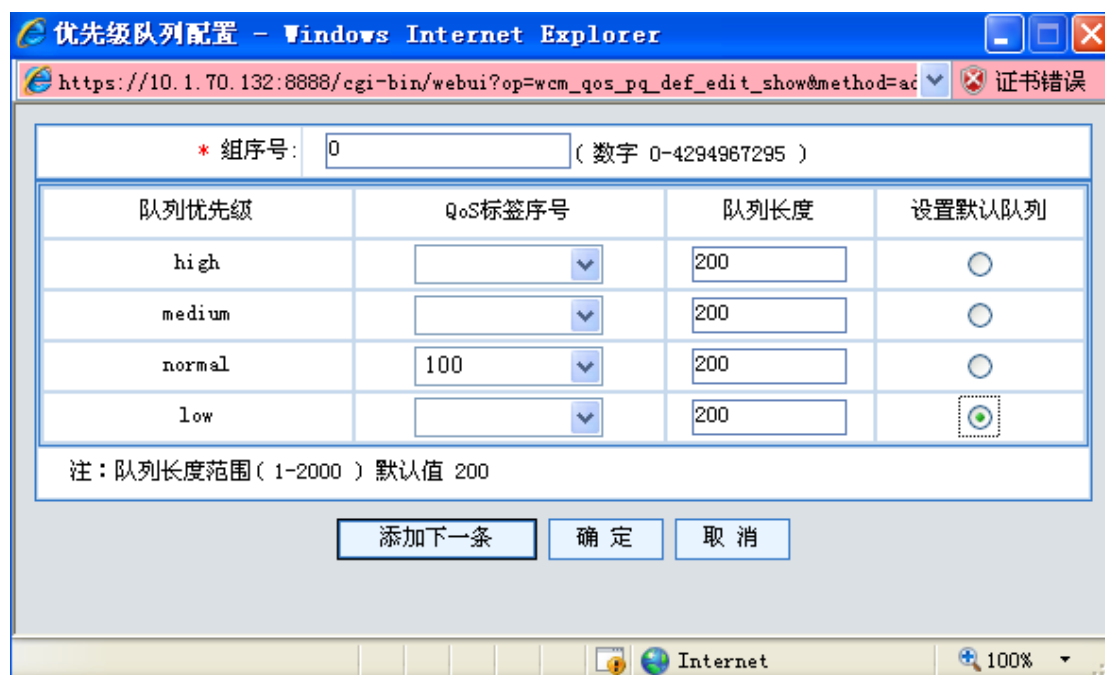 优先级队列配置 - Windows Internet Explorer
https://10.1.70.132:8888/cgi-bin/webui?op=wcm_qos_pq_def_edit_show&method=ad 证书错误
* 组序号: 0 ( 数字 0-4294967295 )
队列优先级 QoS标签序号 队列长度 设置默认队列
high 200
medium 200
normal 100 200
low 200
注：队列长度范围( 1-2000 ) 默认值 200
添加下一条 确 定 取 消
Internet 100%